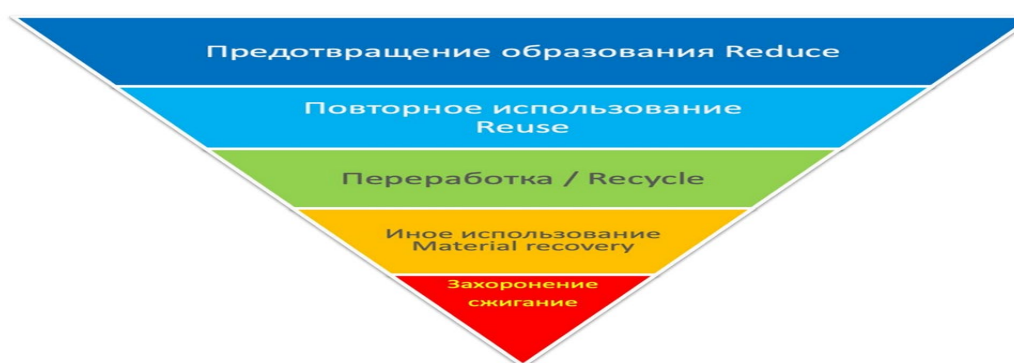 Предотвращение образования Reduce
Повторное использование
Reuse
Переработка / Recycle
Иное использование
Material recovery
Захоронение
сжигание